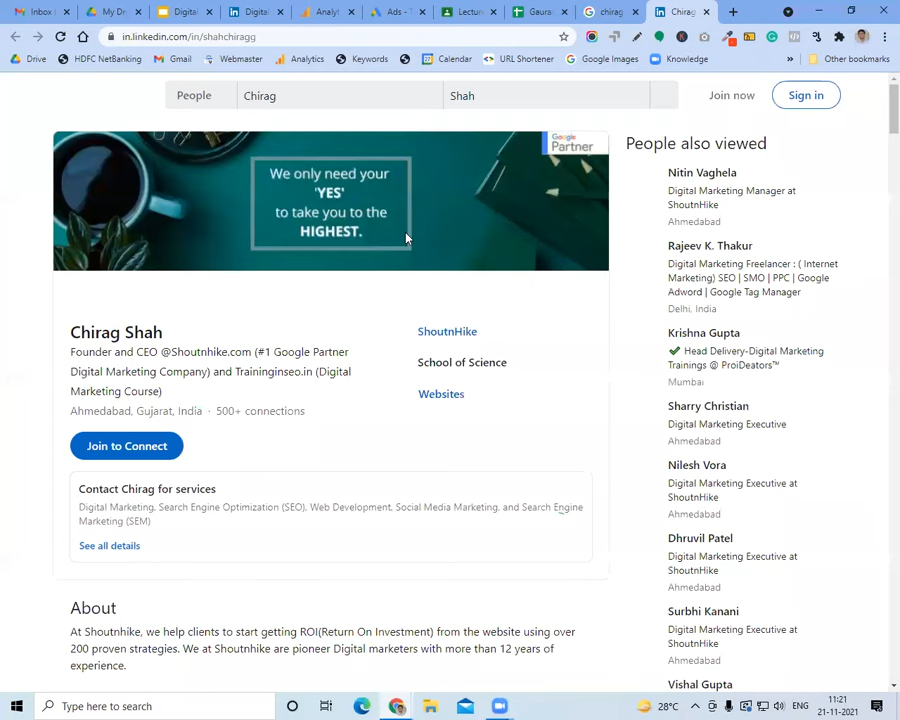 Inbox
My Dr
Digital
Digital
Analyt
Ads - T
Lecture
Gaura
chirag
Chirag
in.linkedin.com/in/shahchiragg
Drive
HDFC NetBanking
Gmail
Webmaster
Analytics
Keywords
Calendar
URL Shortener
Google Images
Knowledge
»
Other bookmarks
People
Chirag
Shah
Join now
Sign in
Google
Partner
We only need your
'YES'
to take you to the
HIGHEST.
Chirag Shah
Founder and CEO @Shoutnhike.com (#1 Google Partner
Digital Marketing Company) and Traininginseo.in (Digital
Marketing Course)
Ahmedabad, Gujarat, India · 500+ connections
ShoutnHike
School of Science
Websites
Join to Connect
Contact Chirag for services
Digital Marketing, Search Engine Optimization (SEO), Web Development, Social Media Marketing, and Search Engine
Marketing (SEM)
See all details
About
At Shoutnhike, we help clients to start getting ROI(Return On Investment) from the website using over
200 proven strategies. We at Shoutnhike are pioneer Digital marketers with more than 12 years of
experience.
People also viewed
Nitin Vaghela
Digital Marketing Manager at
ShoutnHike
Ahmedabad
Rajeev K. Thakur
Digital Marketing Freelancer : ( Internet
Marketing) SEO | SMO | PPC | Google
Adword | Google Tag Manager
Delhi, India
Krishna Gupta
✔ Head Delivery-Digital Marketing
Trainings @ ProiDeators™
Mumbai
Sharry Christian
Digital Marketing Executive
Ahmedabad
Nilesh Vora
Digital Marketing Executive at
ShoutnHike
Ahmedabad
Dhruvil Patel
Digital Marketing Executive at
ShoutnHike
Ahmedabad
Surbhi Kanani
Digital Marketing Executive at
ShoutnHike
Ahmedabad
Vishal Gupta
Type here to search
28°C
ENG
11:21
21-11-2021